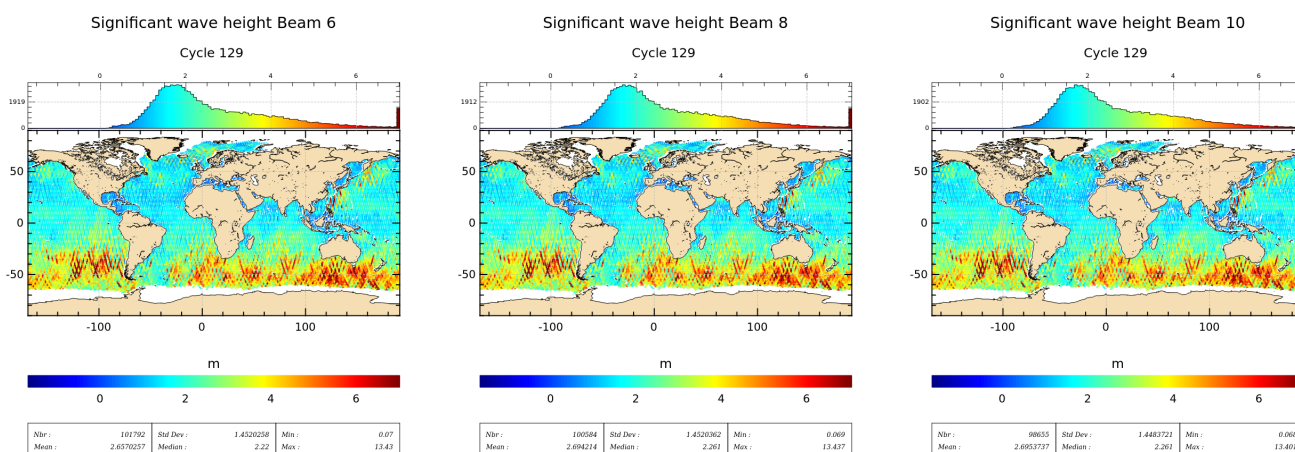 Significant wave height Beam 6
Cycle 129
0 2 4 6
1919
0
50
0
-50
-100 0 100
m
0 2 4 6
Nbr : 101792 Std Dev : 1.4520258 Min : 0.07
Mean : 2.6570257 Median : 2.22 Max : 13.43
Significant wave height Beam 8
Cycle 129
0 2 4 6
1912
0
50
0
-50
-100 0 100
m
0 2 4 6
Nbr : 100584 Std Dev : 1.4520362 Min : 0.069
Mean : 2.694214 Median : 2.261 Max : 13.437
Significant wave height Beam 10
Cycle 129
0 2 4 6
1902
0
50
0
-50
-100 0 100
m
0 2 4 6
Nbr : 98655 Std Dev : 1.4483721 Min : 0.068
Mean : 2.6953737 Median : 2.261 Max : 13.401